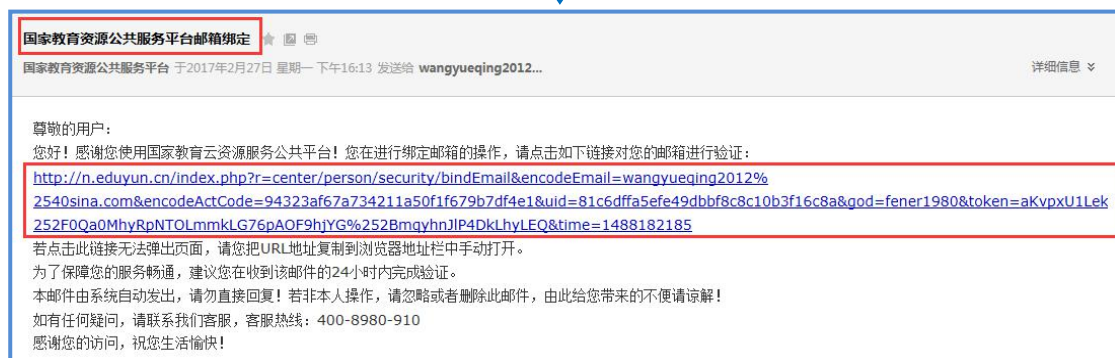 国家教育资源公共服务平台邮箱绑定
国家教育资源公共服务平台 于2017年2月27日 星期一 下午16:13 发送给 wangyueqing2012... 详细信息
尊敬的用户：
您好！感谢您使用国家教育云资源服务公共平台！您在进行绑定邮箱的操作，请点击如下链接对您的邮箱进行验证：
http://n.eduyun.cn/index.php?r=center/person/security/bindEmail&encodeEmail=wangyueqing2012%
2540sina.com&encodeActCode=94323af67a734211a50f1f679b7df4e1&uid=81c6dffa5efe49dbbf8c8c10b3f16c8a&god=fener1980&token=aKvpxU1Lek
252F0Qa0MhyRpNTOLmmkLG76pAOF9hjYG%252BmqyhnJlP4DkLhyLEQ&time=1488182185
若点击此链接无法弹出页面，请您把URL地址复制到浏览器地址栏中手动打开。
为了保障您的服务畅通，建议您在收到该邮件的24小时内完成验证。
本邮件由系统自动发出，请勿直接回复！若非本人操作，请忽略或者删除此邮件，由此给您带来的不便请谅解！
如有任何疑问，请联系我们客服，客服热线：400-8980-910
感谢您的访问，祝您生活愉快！